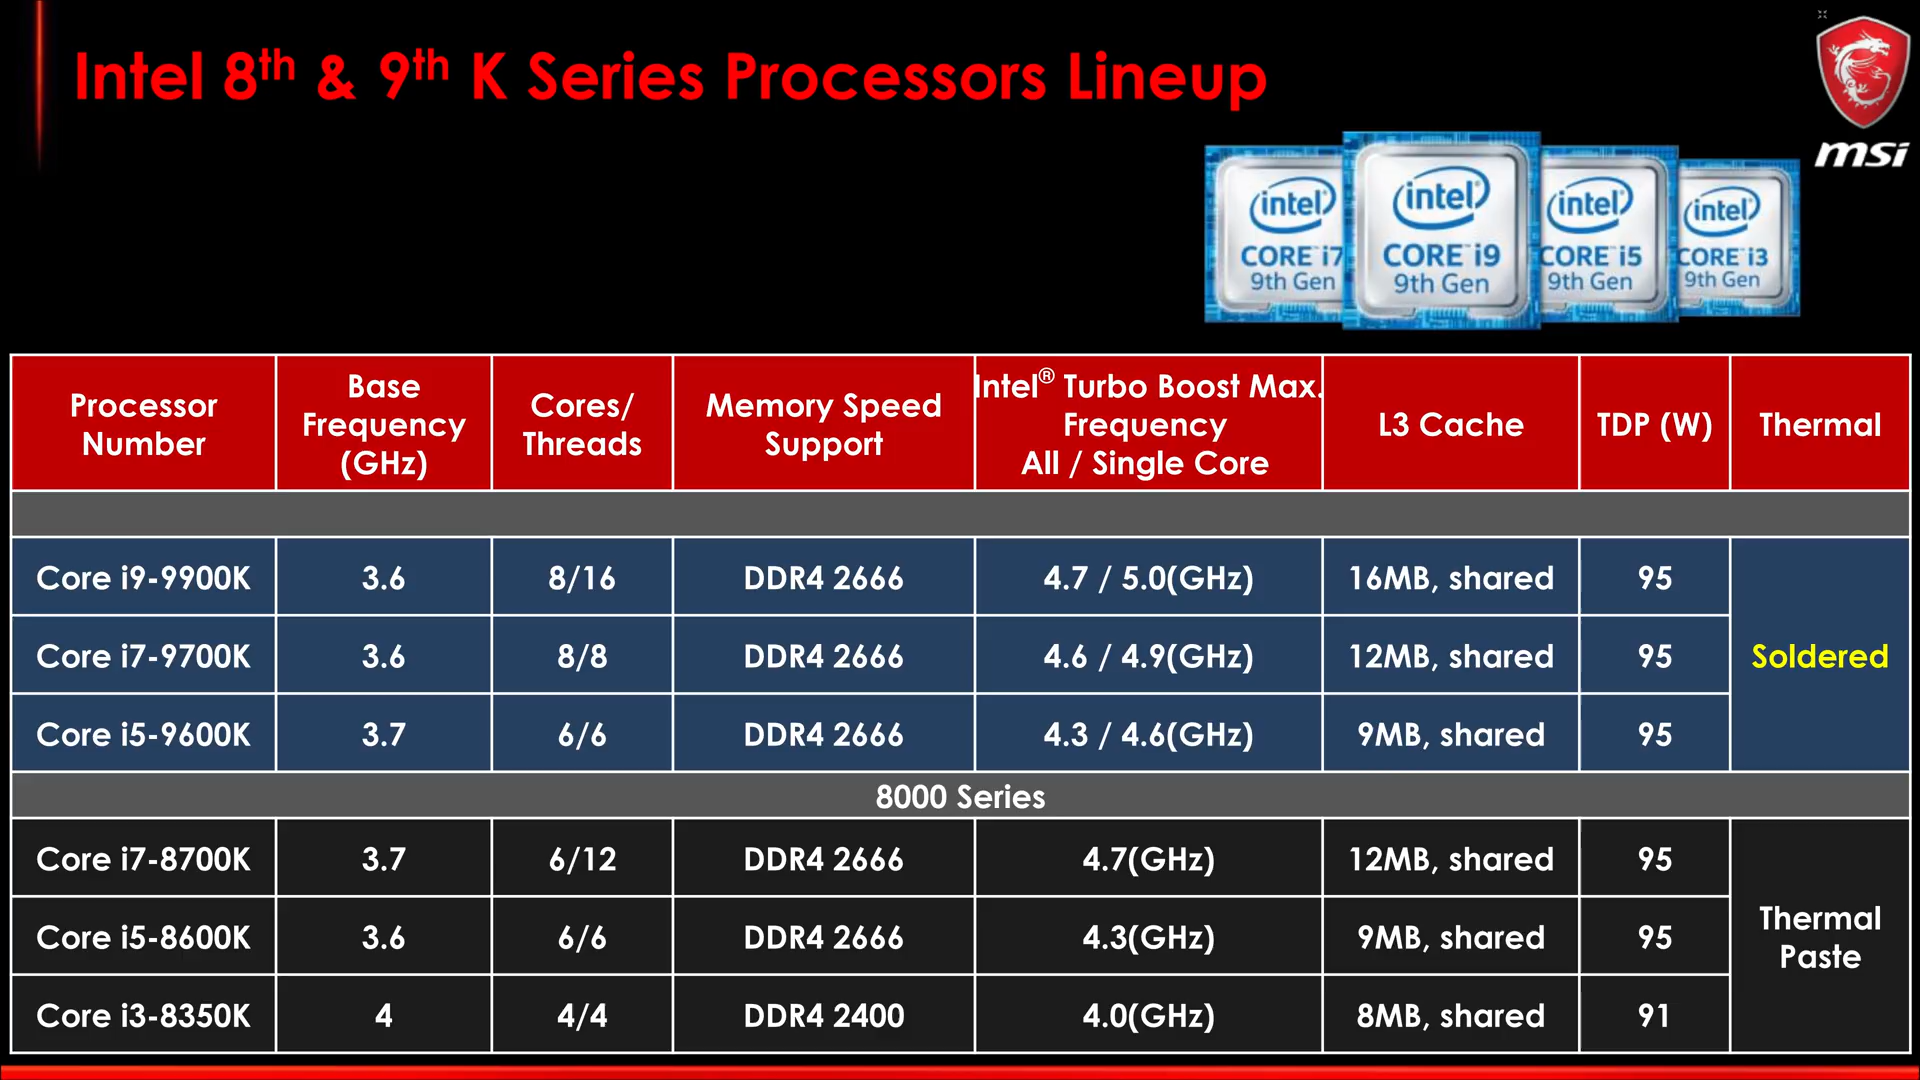 Intel 8th & 9th K Series Processors Lineup
msi
intel
CORE i7
9th Gen
intel
CORE™ i9
9th Gen
intel
CORE™ i5
9th Gen
intel
CORE™ i3
9th Gen
Processor
Number
Base
Frequency
(GHz)
Cores/
Threads
Memory Speed
Support
Intel® Turbo Boost Max.
Frequency
All / Single Core
L3 Cache
TDP (W)
Thermal
Core i9-9900K 3.6 8/16 DDR4 2666 4.7 / 5.0(GHz) 16MB, shared 95
Core i7-9700K 3.6 8/8 DDR4 2666 4.6 / 4.9(GHz) 12MB, shared 95 Soldered
Core i5-9600K 3.7 6/6 DDR4 2666 4.3 / 4.6(GHz) 9MB, shared 95
8000 Series
Core i7-8700K 3.7 6/12 DDR4 2666 4.7(GHz) 12MB, shared 95
Core i5-8600K 3.6 6/6 DDR4 2666 4.3(GHz) 9MB, shared 95
Thermal
Paste
Core i3-8350K 4 4/4 DDR4 2400 4.0(GHz) 8MB, shared 91